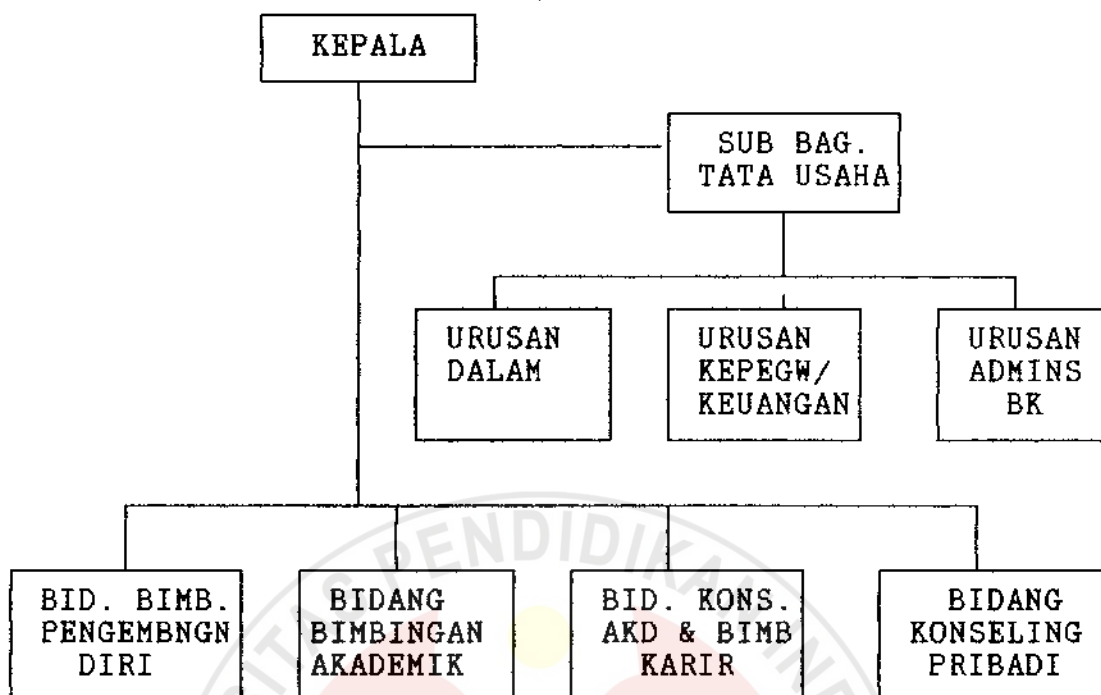 KEPALA
SUB BAG.
TATA USAHA
URUSAN
DALAM
URUSAN
KEPEGW/
KEUANGAN
URUSAN
ADMINS
BK
BID. BIMB.
PENGEMBNGN
DIRI
BIDANG
BIMBINGAN
AKADEMIK
BID. KONS.
AKD & BIMB
KARIR
BIDANG
KONSELING
PRIBADI
PENDIDIKAN